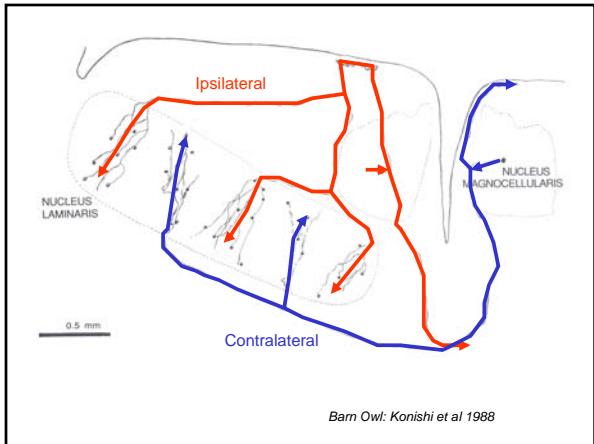 Ipsilateral
NUCLEUS
MAGNOCELLULARIS
NUCLEUS
LAMINARIS
0.5 mm
Contralateral
Barn Owl: Konishi et al 1988